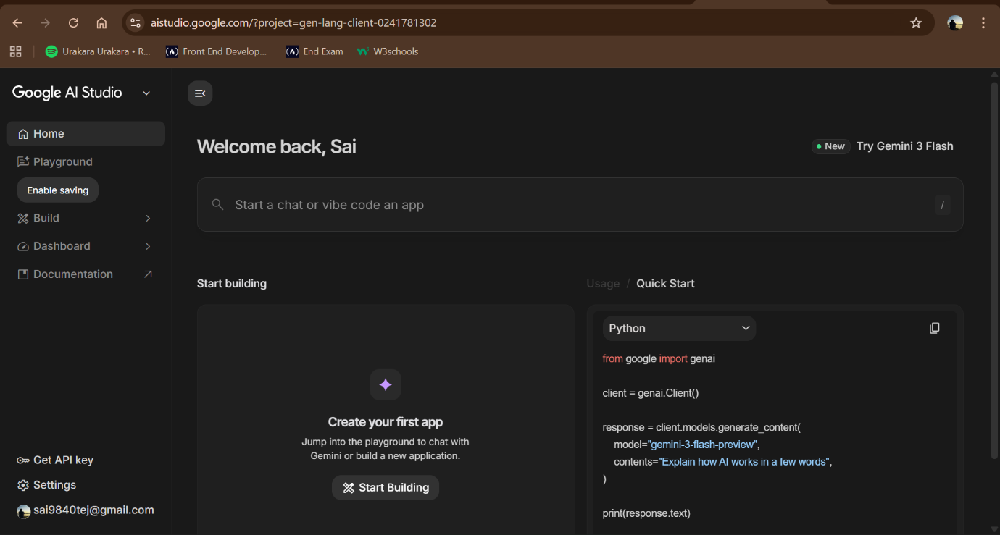 aistudio.google.com/?project=gen-lang-client-0241781302
Urakara Urakara • R...
Front End Develop...
End Exam
W3schools
Google AI Studio
Home
Playground
Enable saving
Build
Dashboard
Documentation
Get API key
Settings
sai9840tej@gmail.com
Welcome back, Sai
New Try Gemini 3 Flash
Start a chat or vibe code an app /
Start building
Create your first app
Jump into the playground to chat with
Gemini or build a new application.
Start Building
Usage / Quick Start
Python
from google import genai
client = genai.Client()
response = client.models.generate_content(
model="gemini-3-flash-preview",
contents="Explain how AI works in a few words",
)
print(response.text)